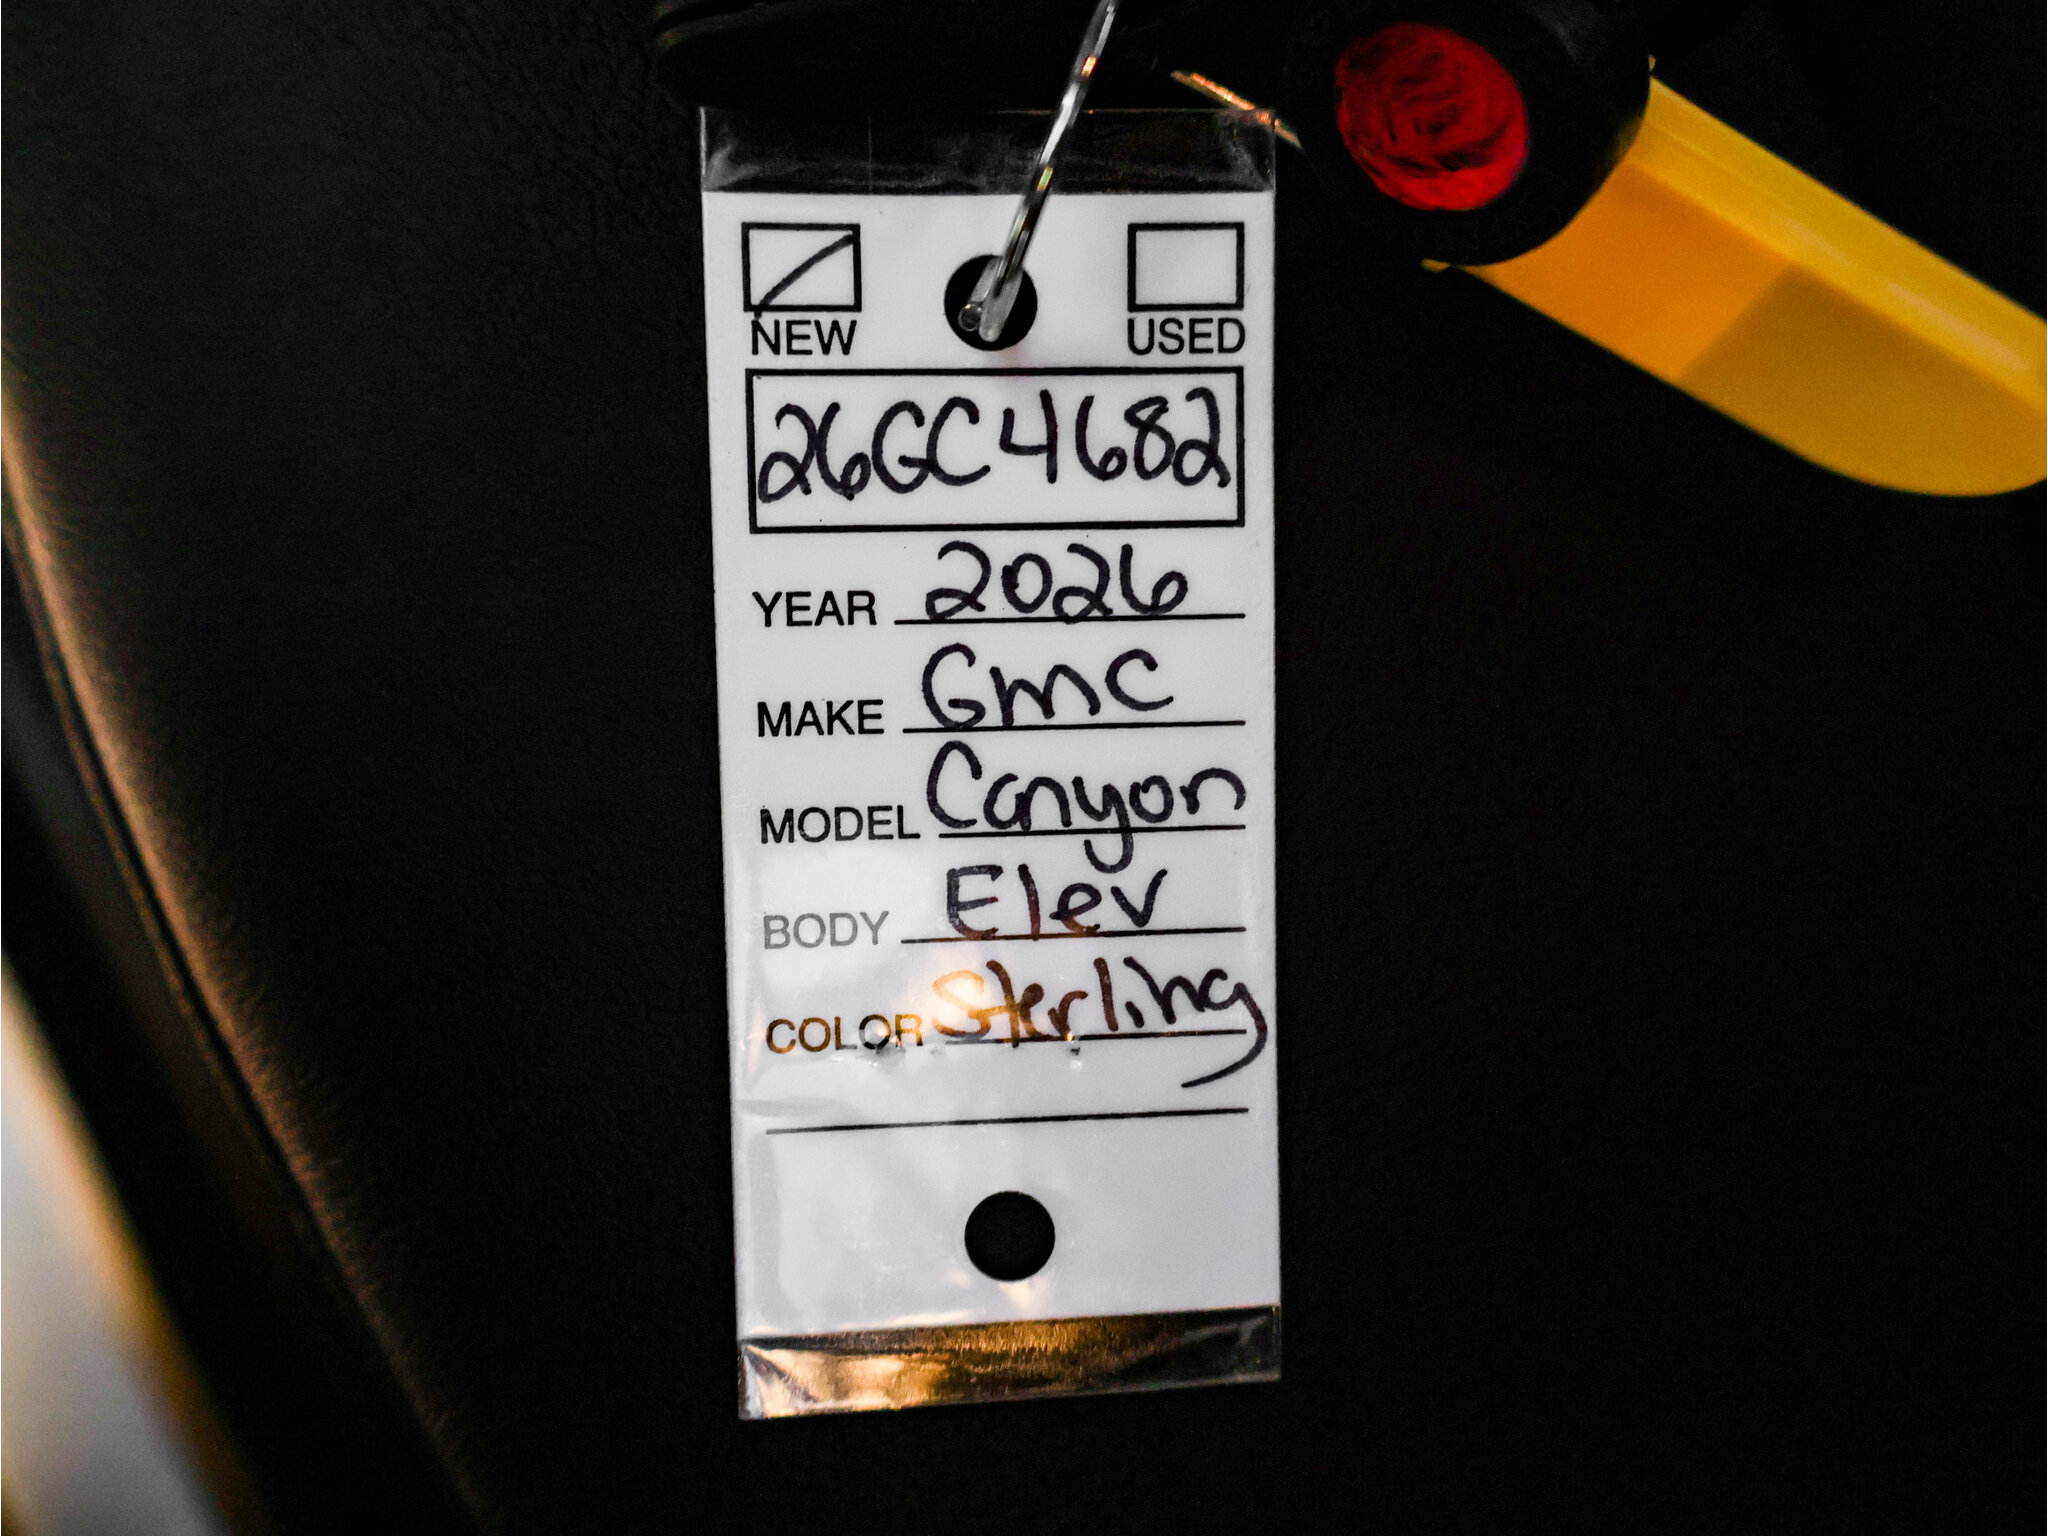 NEW USED
26GC4682
YEAR 2026
MAKE GMC
MODEL Canyon
BODY Elev
COLOR Sterling